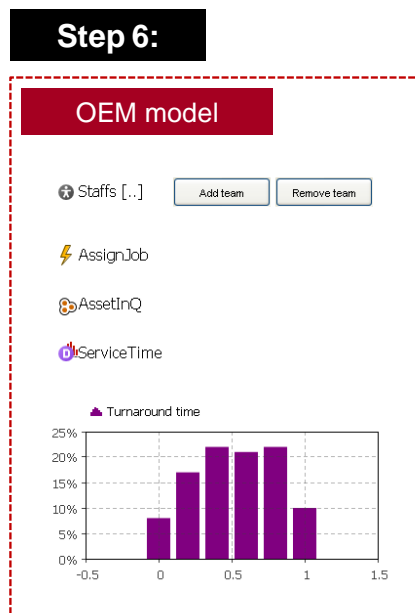 Step 6:
OEM model
Staffs [..]
Add team
Remove team
AssignJob
AssetInQ
ServiceTime
Turnaround time
25%
20%
15%
10%
5%
0%
-0.5 0 0.5 1 1.5